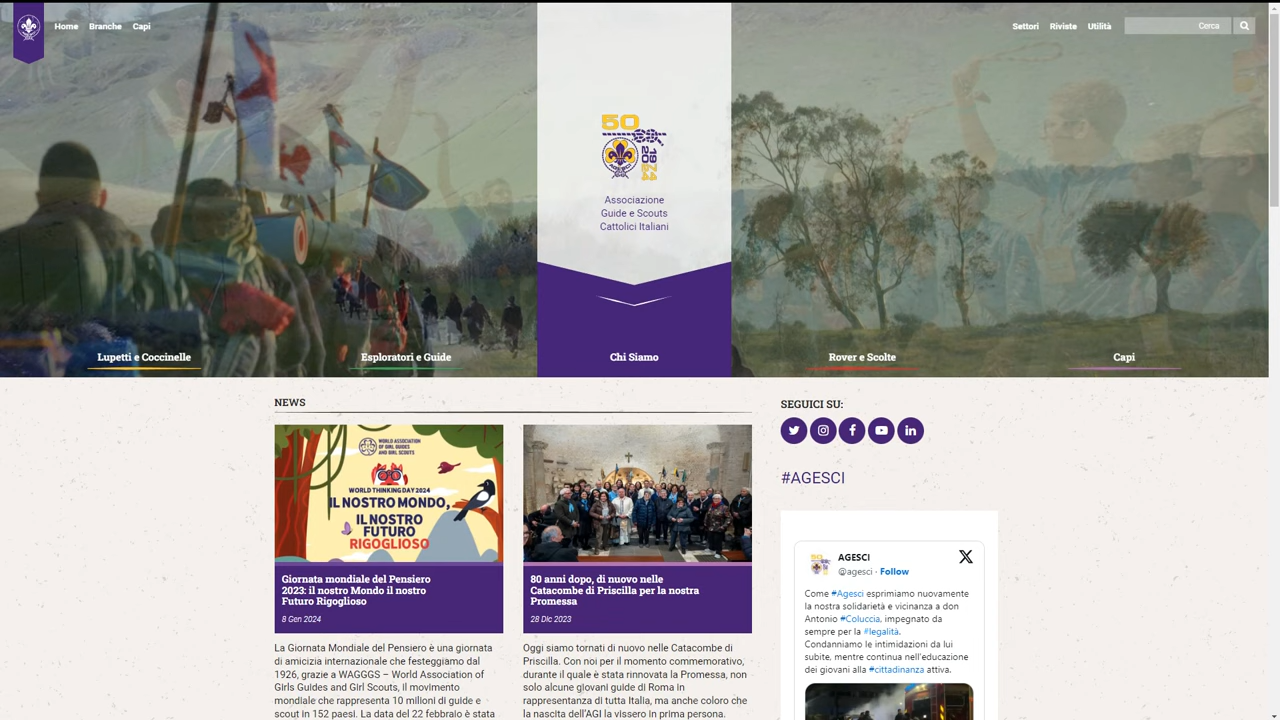 Home Branche Capi
Settori Riviste Utilità Cerca
50
1974
2024
AGESCI
Associazione
Guide e Scouts
Cattolici Italiani
Lupetti e Coccinelle
Esploratori e Guide
Chi Siamo
Rover e Scolte
Capi
NEWS
WORLD ASSOCIATION
OF GIRL GUIDES
AND GIRL SCOUTS
WORLD THINKING DAY 2024
IL NOSTRO MONDO,
IL NOSTRO
FUTURO
RIGOGLIOSO
Giornata mondiale del Pensiero
2023: il nostro Mondo il nostro
Futuro Rigoglioso
8 Gen 2024
La Giornata Mondiale del Pensiero è una giornata
di amicizia internazionale che festeggiamo dal
1926, grazie a WAGGGS – World Association of
Girls Guides and Girl Scouts, il movimento
mondiale che rappresenta 10 milioni di guide e
scout in 152 paesi. La data del 22 febbraio è stata
80 anni dopo, di nuovo nelle
Catacombe di Priscilla per la nostra
Promessa
28 Dic 2023
Oggi siamo tornati di nuovo nelle Catacombe di
Priscilla. Con noi per il momento commemorativo,
durante il quale è stata rinnovata la Promessa, non
solo alcune giovani guide di Roma in
rappresentanza di tutta Italia, ma anche coloro che
la nascita dell'AGI la vissero in prima persona.
SEGUICI SU:
#AGESCI
AGESCI
@agesci · Follow
Come #Agesci esprimiamo nuovamente
la nostra solidarietà e vicinanza a don
Antonio #Coluccia, impegnato da
sempre per la #legalità.
Condanniamo le intimidazioni da lui
subite, mentre continua nell'educazione
dei giovani alla #cittadinanza attiva.